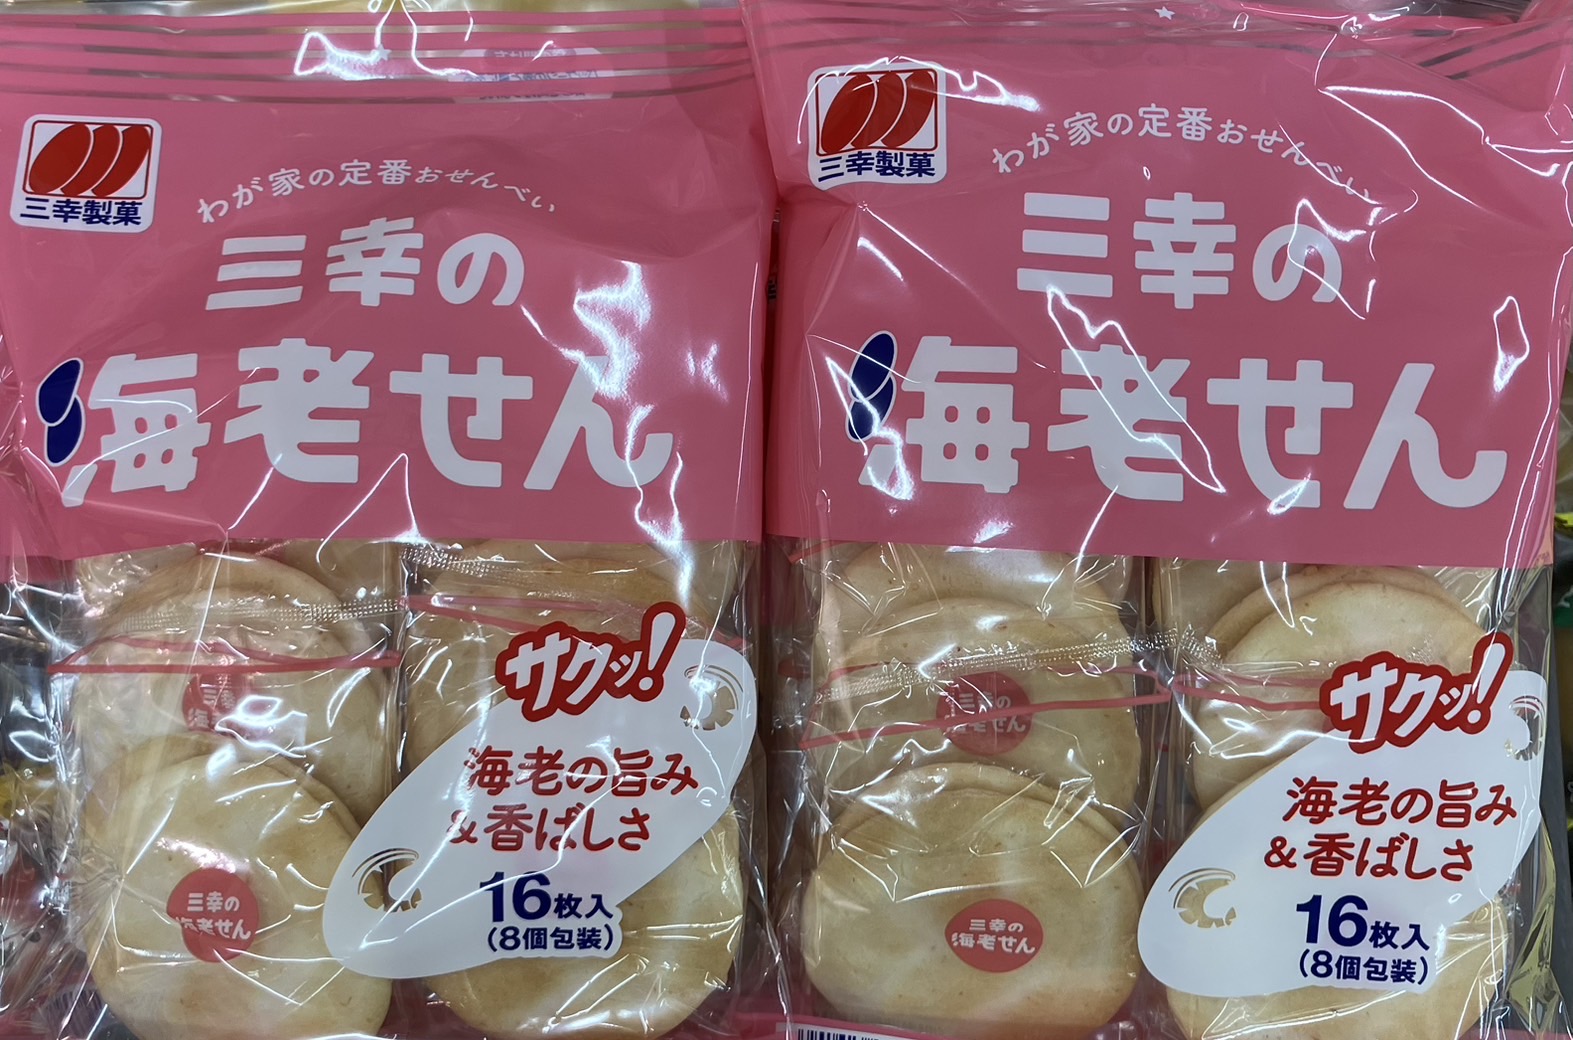 三幸製菓
わが家の定番おせんべい
三幸の
海老せん
サクッ!
海老の旨み
&香ばしさ
16枚入
(8個包装)
三幸の
海老せん
三幸の
海老せん
三幸製菓
わが家の定番おせんべい
三幸の
海老せん
サクッ!
海老の旨み
&香ばしさ
16枚入
(8個包装)
三幸の
海老せん
三幸の
海老せん